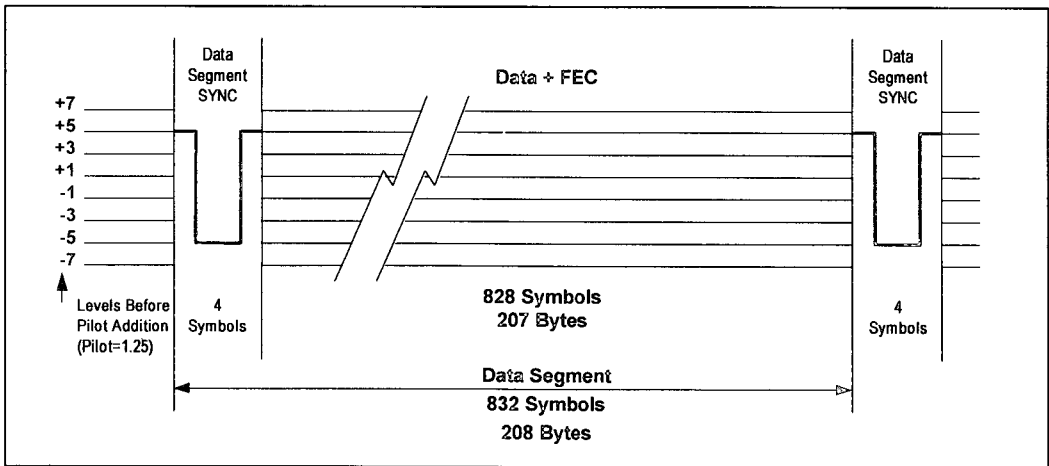 Data
Segment
SYNC
Data + FEC
Data
Segment
SYNC
+7
+5
+3
+1
-1
-3
-5
-7
Levels Before
Pilot Addition
(Pilot=1.25)
4
Symbols
828 Symbols
207 Bytes
4
Symbols
Data Segment
832 Symbols
208 Bytes